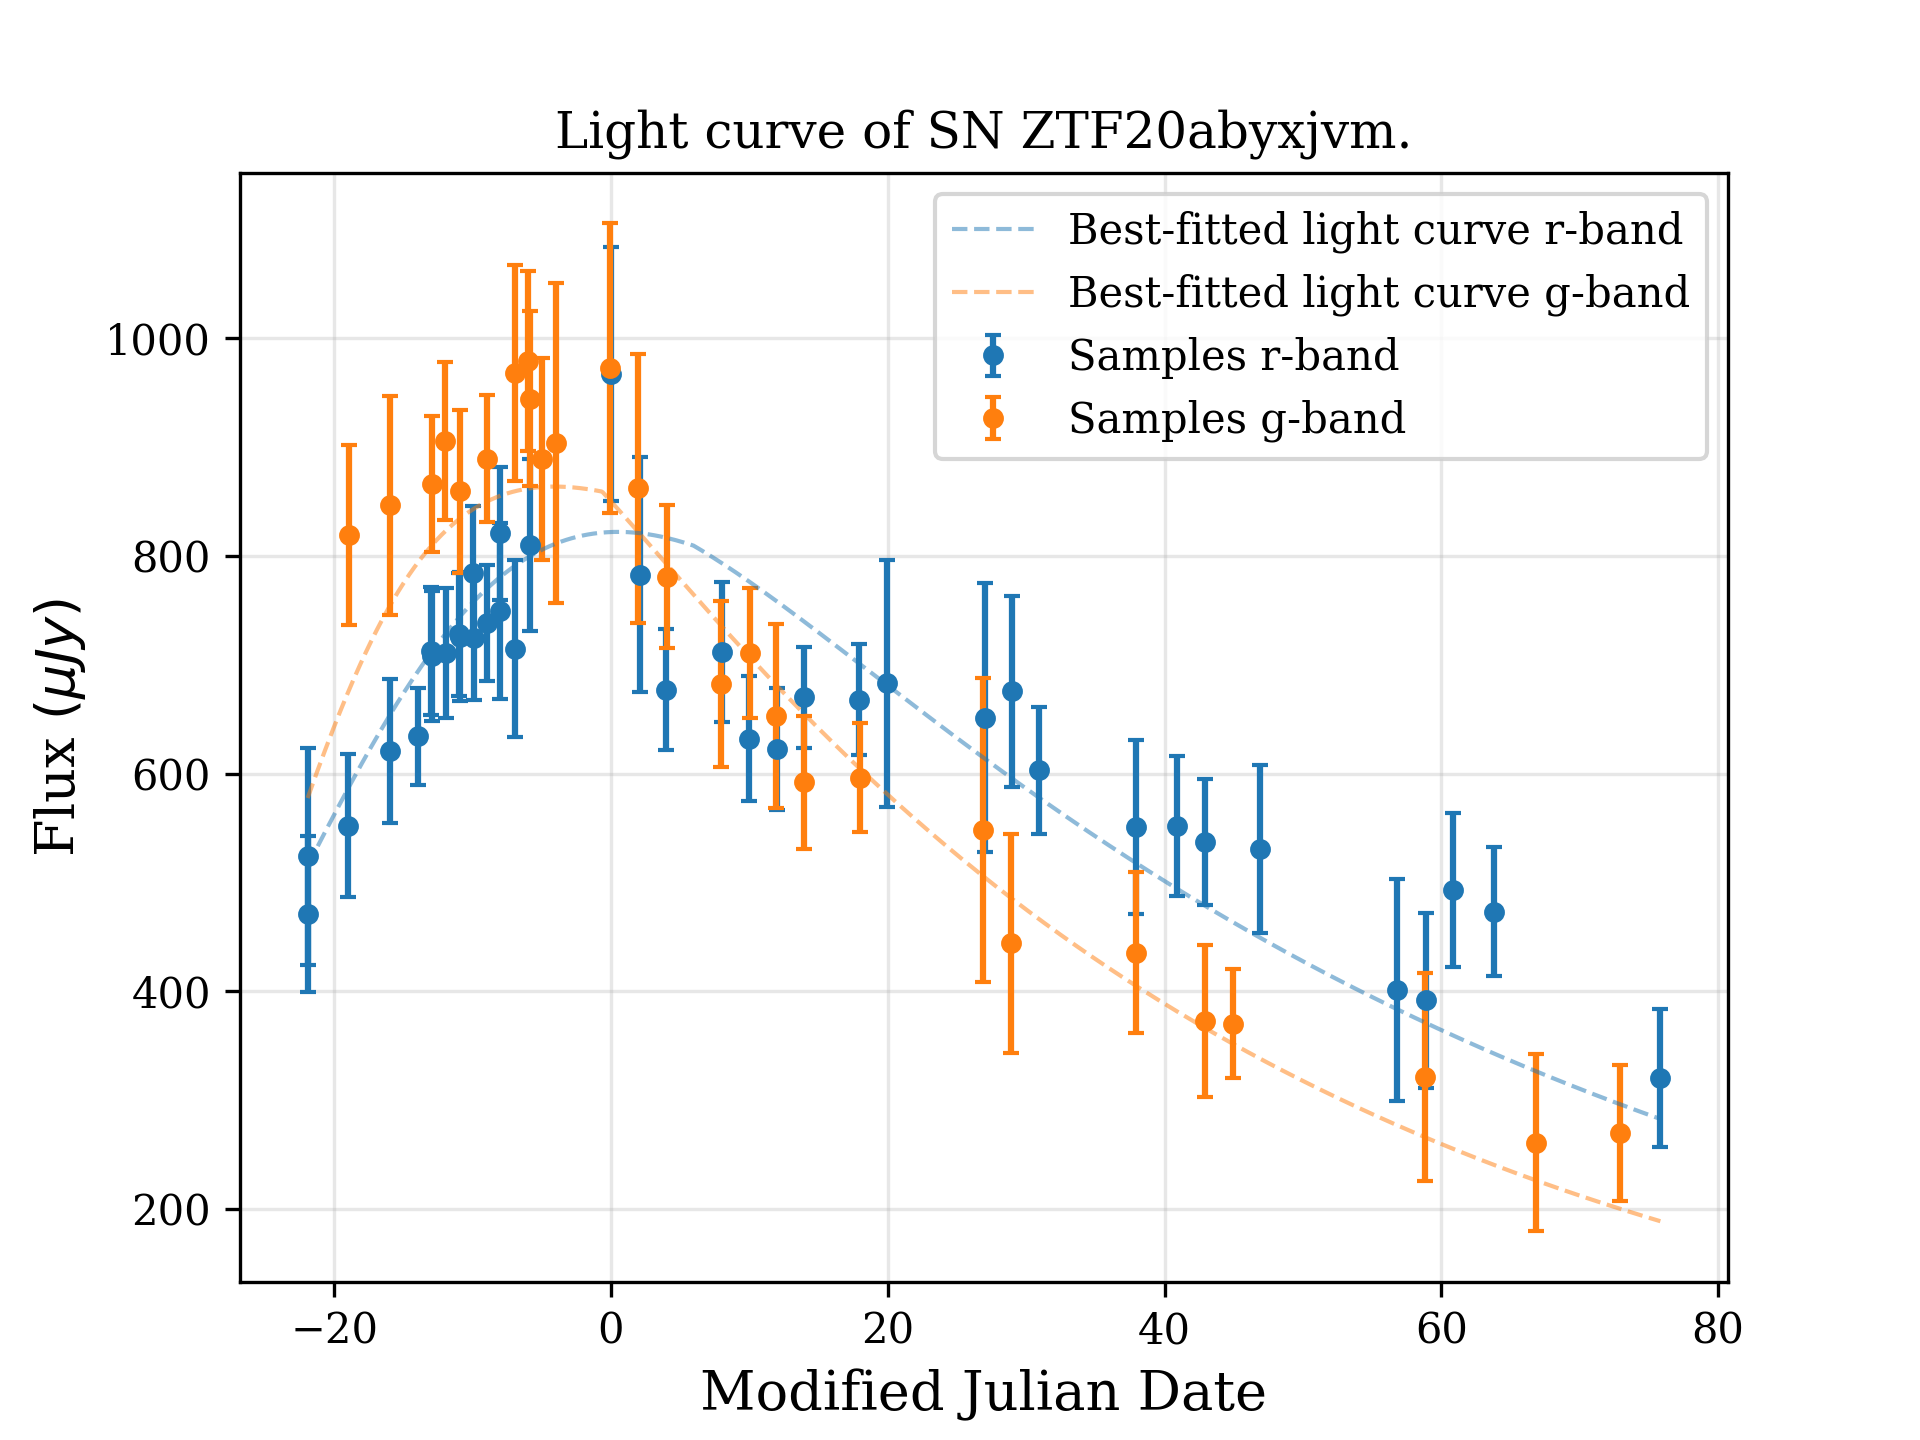 Light curve of SN ZTF20abyxjvm.
Best-fitted light curve r-band
Best-fitted light curve g-band
Samples r-band
Samples g-band
1000
800
600
400
200
Flux (μJy)
−20 0 20 40 60 80
Modified Julian Date